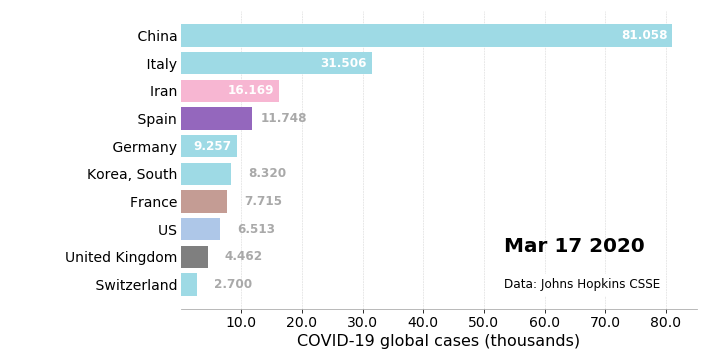 China 81.058
Italy 31.506
Iran 16.169
Spain 11.748
Germany 9.257
Korea, South 8.320
France 7.715
US 6.513
United Kingdom 4.462
Switzerland 2.700
Mar 17 2020
Data: Johns Hopkins CSSE
10.0 20.0 30.0 40.0 50.0 60.0 70.0 80.0
COVID-19 global cases (thousands)